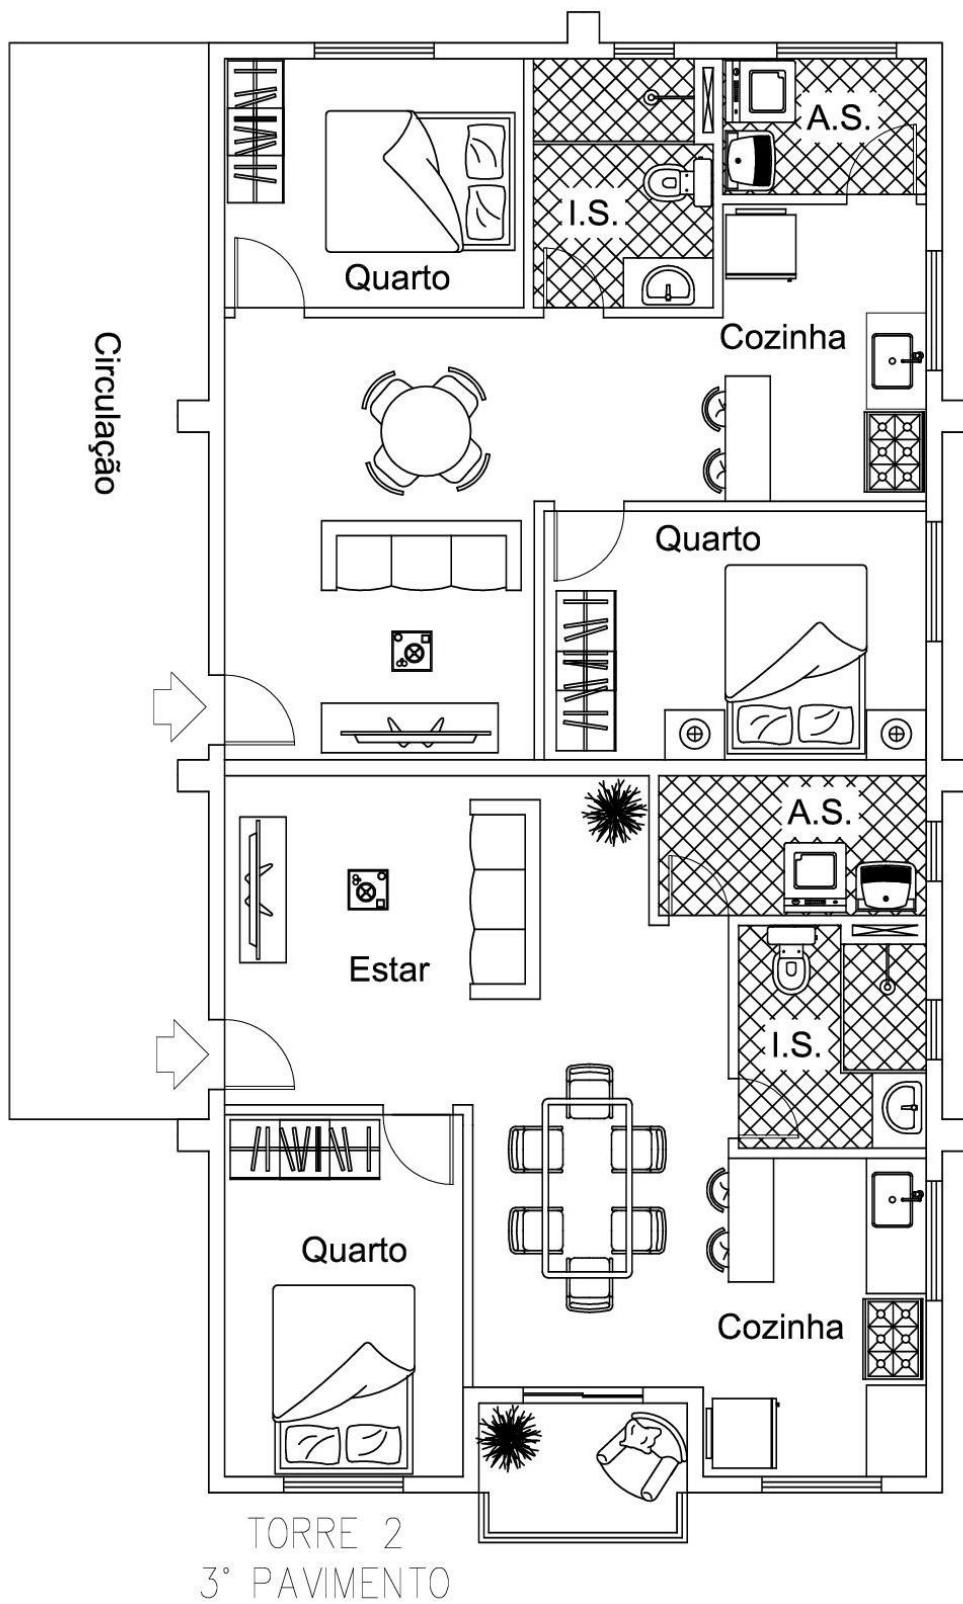 A.S.
I.S.
Quarto
Cozinha
Circulação
Quarto
A.S.
Estar
I.S.
Quarto
Cozinha
TORRE 2
3° PAVIMENTO